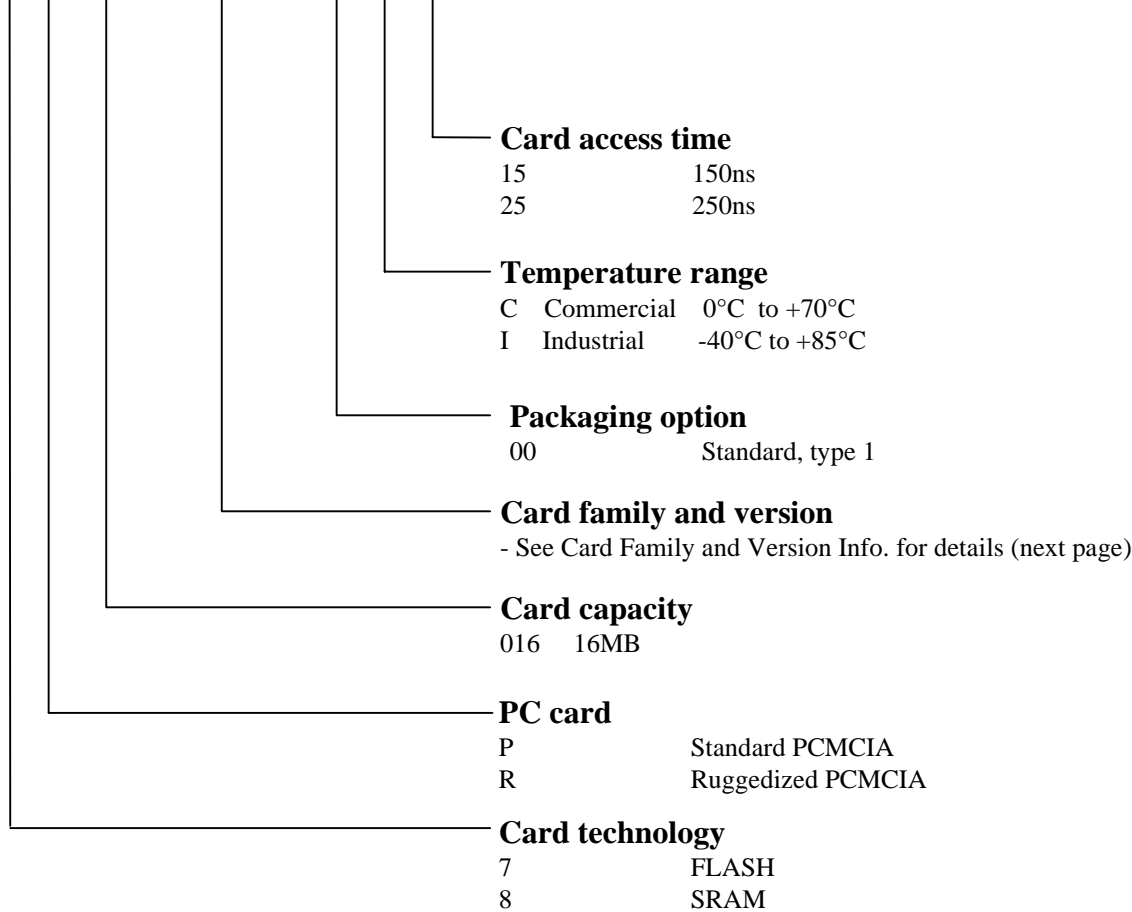 Card access time
15 150ns
25 250ns
Temperature range
C Commercial 0°C to +70°C
I Industrial -40°C to +85°C
Packaging option
00 Standard, type 1
Card family and version
- See Card Family and Version Info. for details (next page)
Card capacity
016 16MB
PC card
P Standard PCMCIA
R Ruggedized PCMCIA
Card technology
7 FLASH
8 SRAM